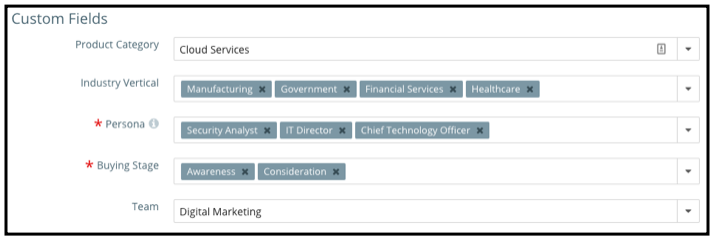 Custom Fields
Product Category Cloud Services
Industry Vertical Manufacturing × Government × Financial Services × Healthcare ×
* Persona Security Analyst × IT Director × Chief Technology Officer ×
* Buying Stage Awareness × Consideration ×
Team Digital Marketing